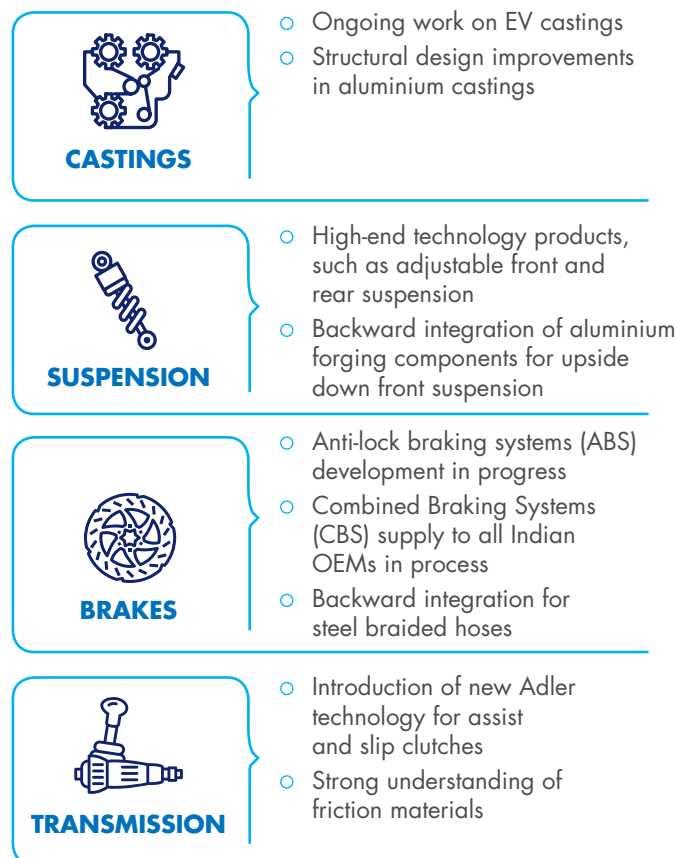 CASTINGS
Ongoing work on EV castings
Structural design improvements
in aluminium castings
SUSPENSION
High-end technology products,
such as adjustable front and
rear suspension
Backward integration of aluminium
forging components for upside
down front suspension
BRAKES
Anti-lock braking systems (ABS)
development in progress
Combined Braking Systems
(CBS) supply to all Indian
OEMs in process
Backward integration for
steel braided hoses
TRANSMISSION
Introduction of new Adler
technology for assist
and slip clutches
Strong understanding of
friction materials